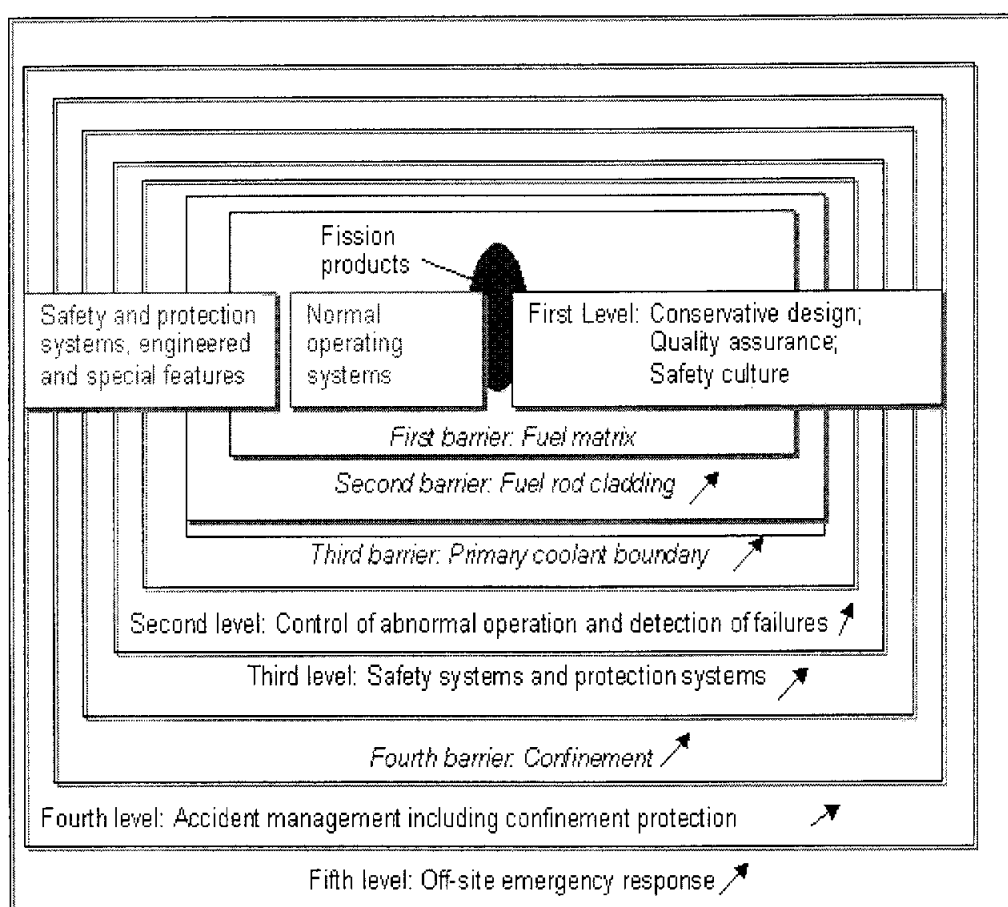 Fission
products
Safety and protection
systems, engineered
and special features
Normal
operating
systems
First Level: Conservative design;
Quality assurance;
Safety culture
First barrier: Fuel matrix
Second barrier: Fuel rod cladding
Third barrier: Primary coolant boundary
Second level: Control of abnormal operation and detection of failures
Third level: Safety systems and protection systems
Fourth barrier: Confinement
Fourth level: Accident management including confinement protection
Fifth level: Off-site emergency response